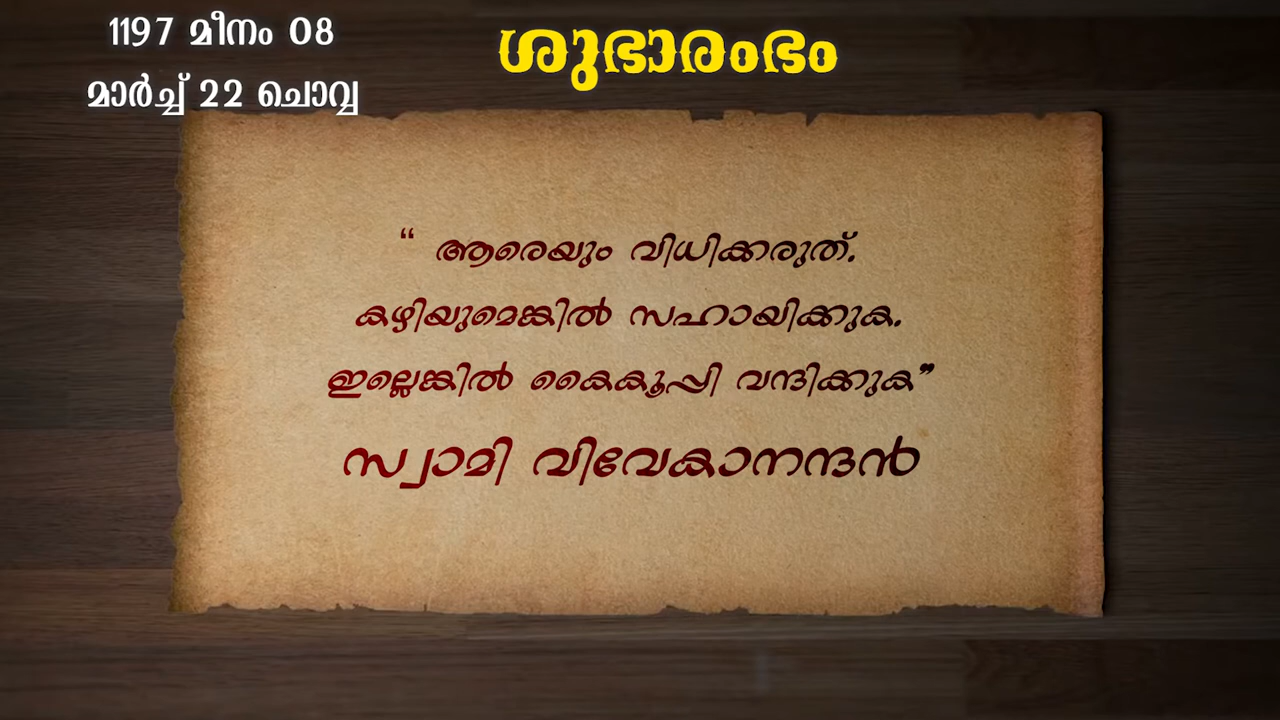 1197 മീനം 08
മാർച്ച് 22 ചൊവ്വ
ശുഭാരംഭം
“ ആരെയും വിധിക്കരുത്.
കഴിയുമെങ്കിൽ സഹായിക്കുക.
ഇല്ലെങ്കിൽ കൈകൂപ്പി വന്ദിക്കുക”
സ്വാമി വിവേകാനന്ദൻ